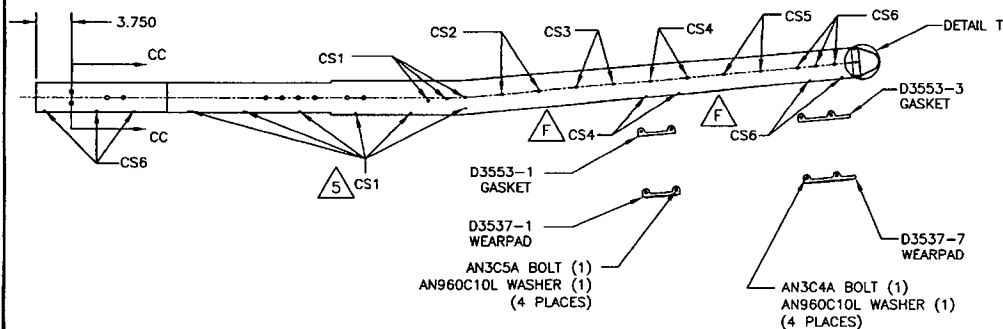 3.750
CC
CC
CS6
CS1
5
CS1
CS2
CS3
CS4
CS5
CS6
DETAIL T
F
CS4
F
CS6
D3553-3
GASKET
D3553-1
GASKET
D3537-1
WEARPAD
AN3C5A BOLT (1)
AN960C10L WASHER (1)
(4 PLACES)
D3537-7
WEARPAD
AN3C4A BOLT (1)
AN960C10L WASHER (1)
(4 PLACES)